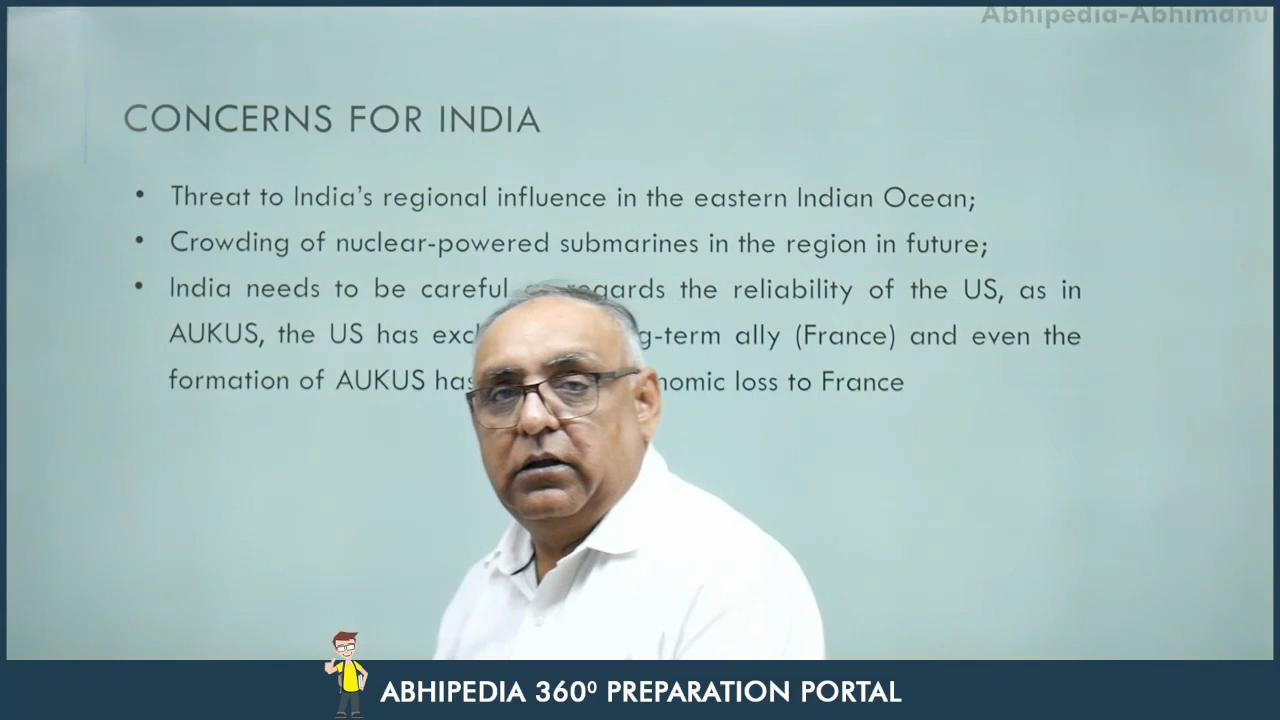 Abhipedia-Abhimanu
CONCERNS FOR INDIA
• Threat to India's regional influence in the eastern Indian Ocean;
• Crowding of nuclear-powered submarines in the region in future;
• India needs to be careful regards the reliability of the US, as in
AUKUS, the US has g-term ally (France) and even the
formation of AUKUS has nomic loss to France
ABHIPEDIA 360⁰ PREPARATION PORTAL